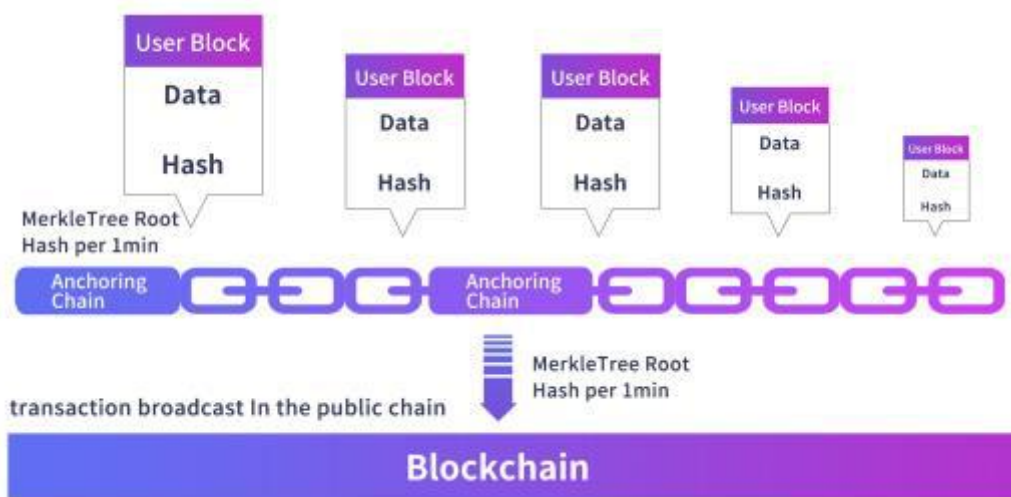 User Block
Data
Hash
User Block
Data
Hash
User Block
Data
Hash
User Block
Data
Hash
User Block
Data
Hash
MerkleTree Root
Hash per 1min
Anchoring
Chain
Anchoring
Chain
MerkleTree Root
Hash per 1min
transaction broadcast In the public chain
Blockchain